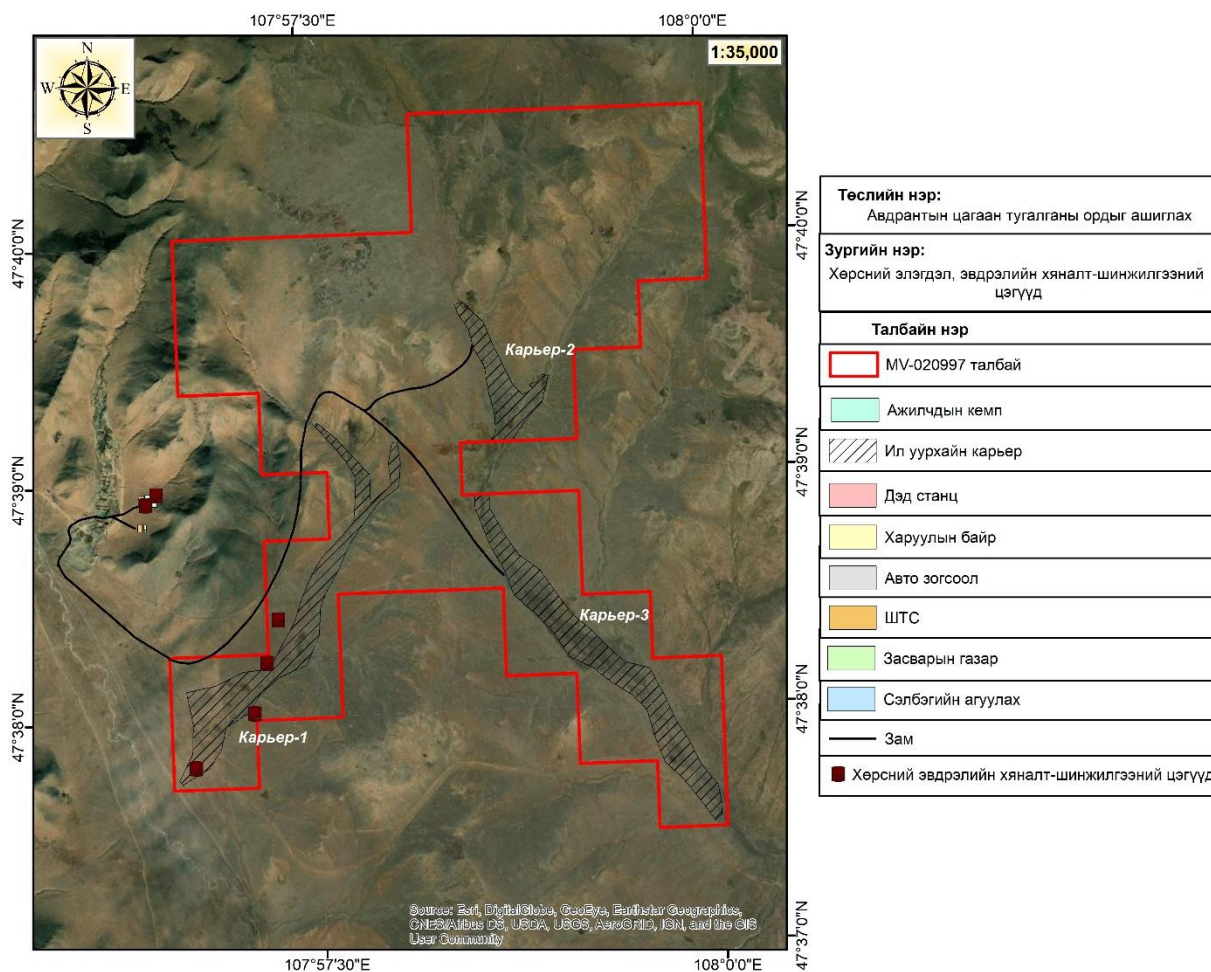 107°57'30"E
108°0'0"E
N
W
E
S
1:35,000
47°40'0"N
47°39'0"N
47°38'0"N
47°40'0"N
47°39'0"N
47°38'0"N
47°37'0"N
Карьер-2
Карьер-3
Карьер-1
Source: Esri, DigitalGlobe, GeoEye, Earthstar Geographics,
CNES/Airbus DS, USDA, USGS, AeroGRID, IGN, and the GIS
User Community
107°57'30"E
108°0'0"E
Төслийн нэр:
Авдрантын цагаан тугалганы ордыг ашиглах
Зургийн нэр:
Хөрсний элэгдэл, эвдрэлийн хяналт-шинжилгээний
цэгүүд
Талбайн нэр
MV-020997 талбай
Ажилчдын кемп
Ил уурхайн карьер
Дэд станц
Харуулын байр
Авто зогсоол
ШТС
Засварын газар
Сэлбэгийн агуулах
Зам
Хөрсний эвдрэлийн хяналт-шинжилгээний цэгүүд